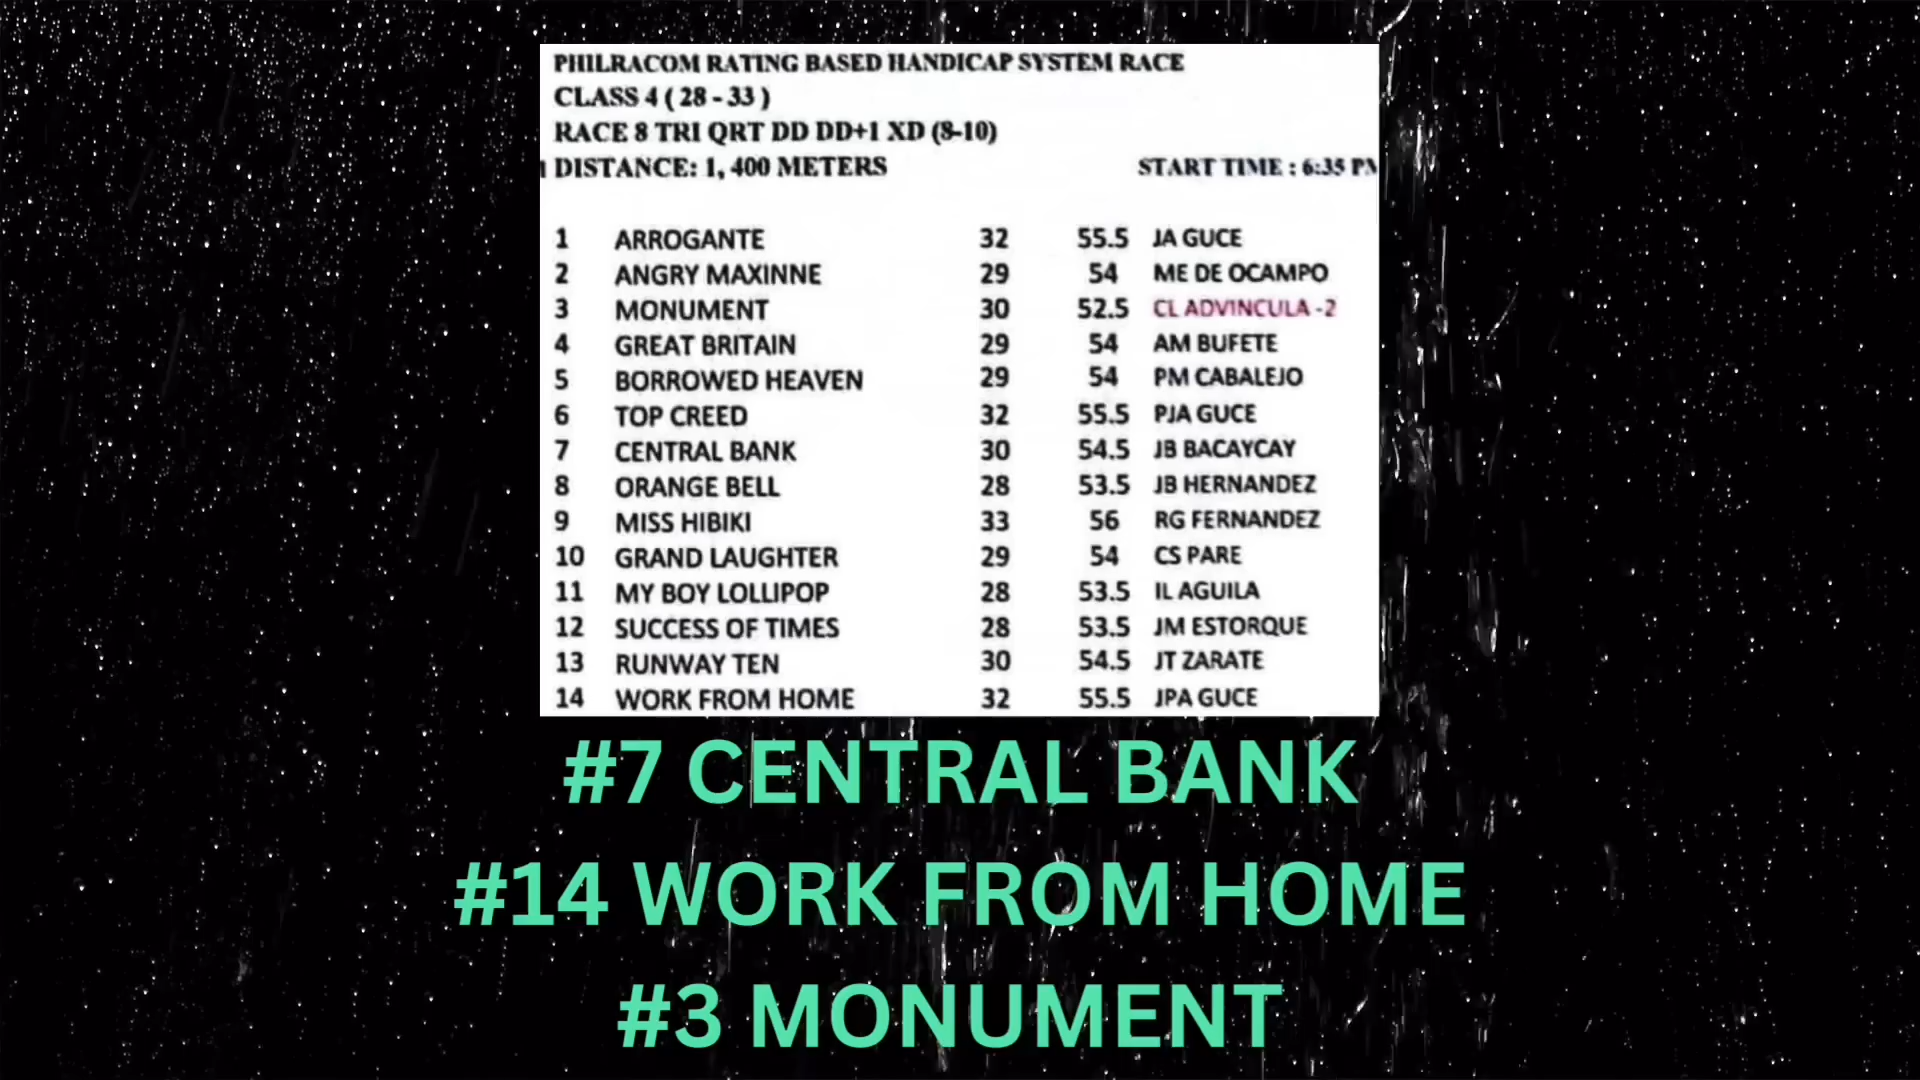 PHILRACOM RATING BASED HANDICAP SYSTEM RACE
CLASS 4 ( 28 - 33 )
RACE 8 TRI QRT DD DD+1 XD (8-10)
DISTANCE: 1, 400 METERS START TIME : 6:35 PM
1 ARROGANTE 32 55.5 JA GUCE
2 ANGRY MAXINNE 29 54 ME DE OCAMPO
3 MONUMENT 30 52.5 CL ADVINCULA -2
4 GREAT BRITAIN 29 54 AM BUFETE
5 BORROWED HEAVEN 29 54 PM CABALEJO
6 TOP CREED 32 55.5 PJA GUCE
7 CENTRAL BANK 30 54.5 JB BACAYCAY
8 ORANGE BELL 28 53.5 JB HERNANDEZ
9 MISS HIBIKI 33 56 RG FERNANDEZ
10 GRAND LAUGHTER 29 54 CS PARE
11 MY BOY LOLLIPOP 28 53.5 IL AGUILA
12 SUCCESS OF TIMES 28 53.5 JM ESTORQUE
13 RUNWAY TEN 30 54.5 JT ZARATE
14 WORK FROM HOME 32 55.5 JPA GUCE
#7 CENTRAL BANK
#14 WORK FROM HOME
#3 MONUMENT